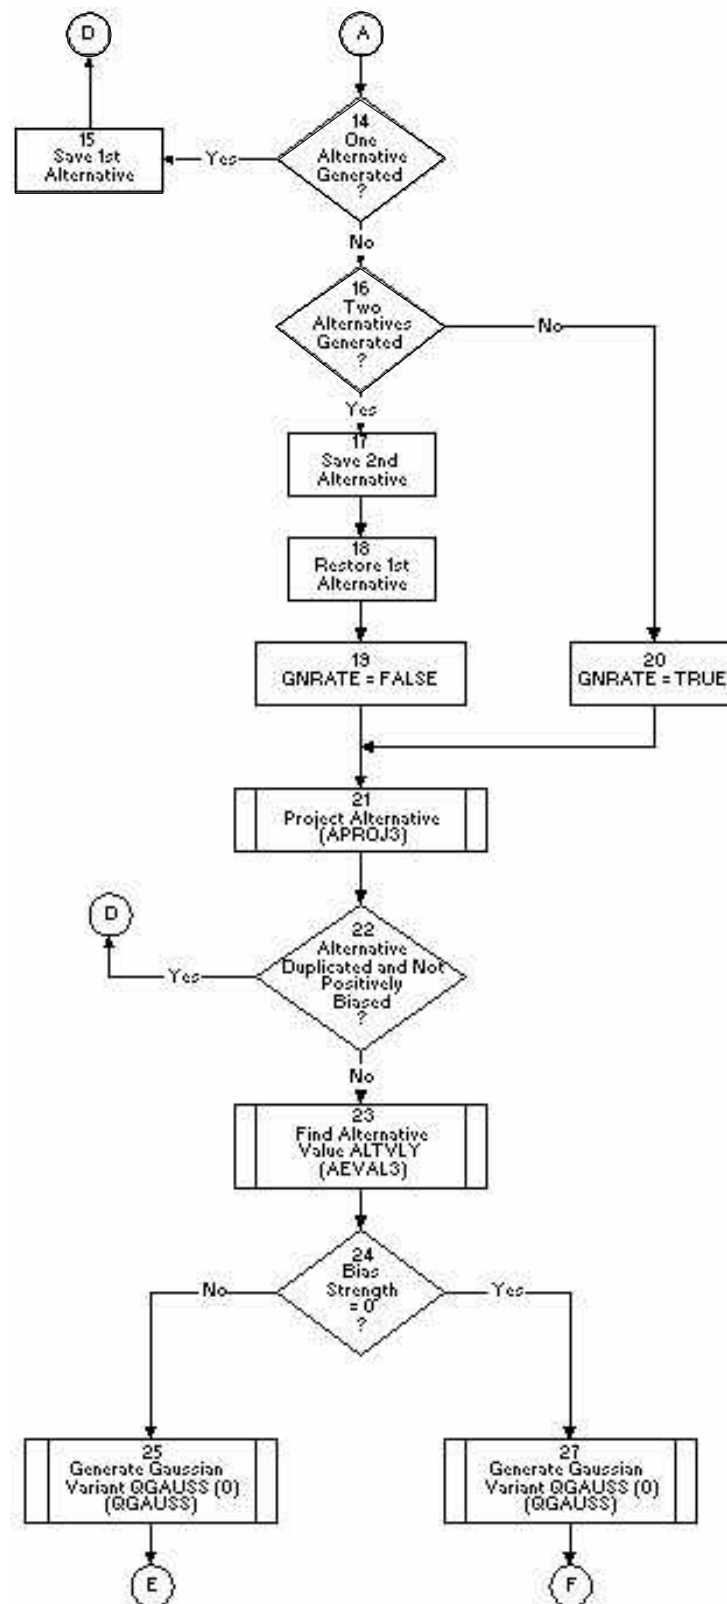 D
A
14
One
Alternative
Generated
?
Yes
15
Save 1st
Alternative
No
16
Two
Alternatives
Generated
?
No
Yes
17
Save 2nd
Alternative
18
Restore 1st
Alternative
19
GNRATE = FALSE
20
GNRATE = TRUE
21
Project Alternative
(APROJ3)
D
22
Alternative
Duplicated and Not
Positively
Biased
?
Yes
No
23
Find Alternative
Value ALTVLY
(AEVAL3)
24
Bias
Strength
= 0
?
No
Yes
25
Generate Gaussian
Variant QGAUSS (0)
(QGAUSS)
27
Generate Gaussian
Variant QGAUSS (0)
(QGAUSS)
E
F